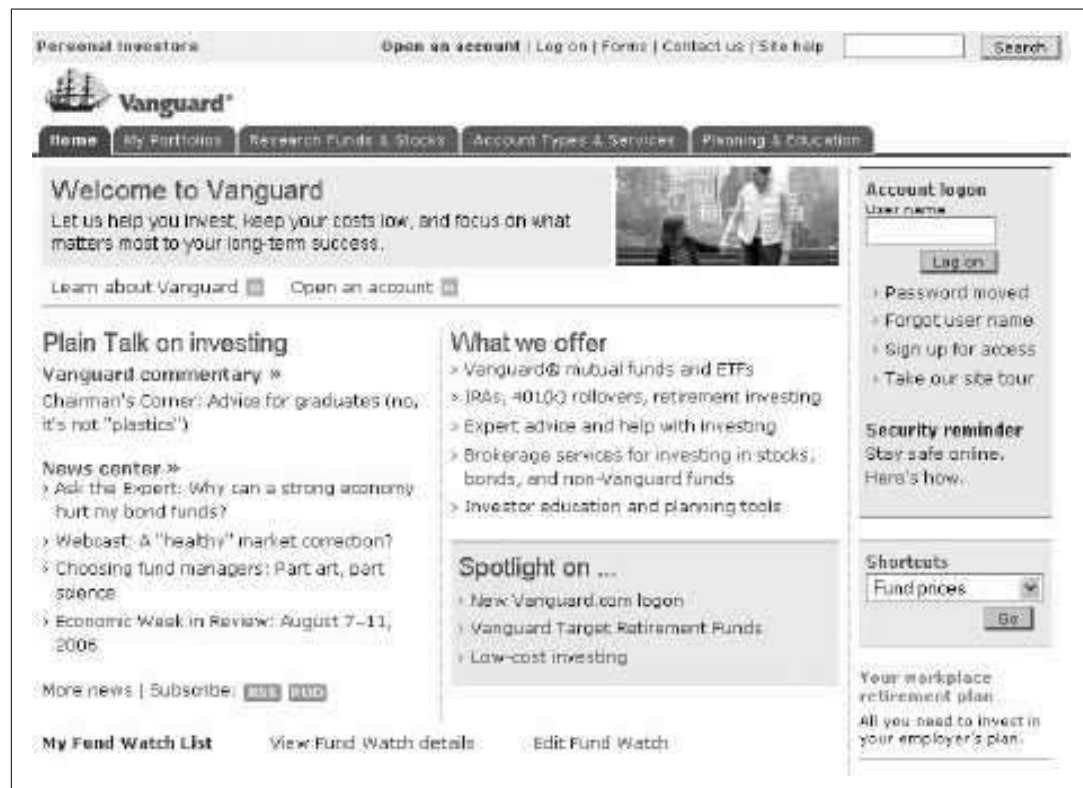 Personal Investors
Open an account | Log on | Forms | Contact us | Site help
Search
Vanguard®
Home
My Portfolios
Research Funds & Stocks
Account Types & Services
Planning & Education
Welcome to Vanguard
Let us help you invest, keep your costs low, and focus on what
matters most to your long-term success.
Learn about Vanguard
Open an account
Plain Talk on investing
Vanguard commentary »
Chairman's Corner: Advice for graduates (no,
it's not "plastics")
News center »
› Ask the Expert: Why can a strong economy
hurt my bond funds?
› Webcast: A "healthy" market correction?
› Choosing fund managers: Part art, part
science
› Economic Week in Review: August 7–11,
2006
More news | Subscribe: RSS POD
What we offer
› Vanguard® mutual funds and ETFs
› IRAs, 401(k) rollovers, retirement investing
› Expert advice and help with investing
› Brokerage services for investing in stocks,
bonds, and non-Vanguard funds
› Investor education and planning tools
Spotlight on ...
› New Vanguard.com logon
› Vanguard Target Retirement Funds
› Low-cost investing
Account logon
User name
Log on
› Password moved
› Forgot user name
› Sign up for access
› Take our site tour
Security reminder
Stay safe online.
Here's how.
Shortcuts
Fund prices
Go
Your workplace
retirement plan
All you need to invest in
your employer's plan.
My Fund Watch List
View Fund Watch details
Edit Fund Watch